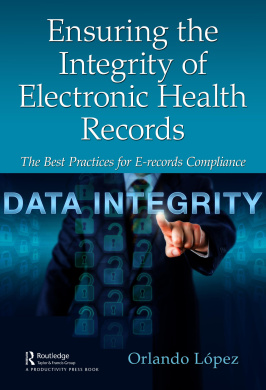 Ensuring the
Integrity of
Electronic Health
Records
The Best Practices for E-records Compliance
DATA INTEGRITY
Routledge
Taylor & Francis Group
A PRODUCTIVITY PRESS BOOK
Orlando López